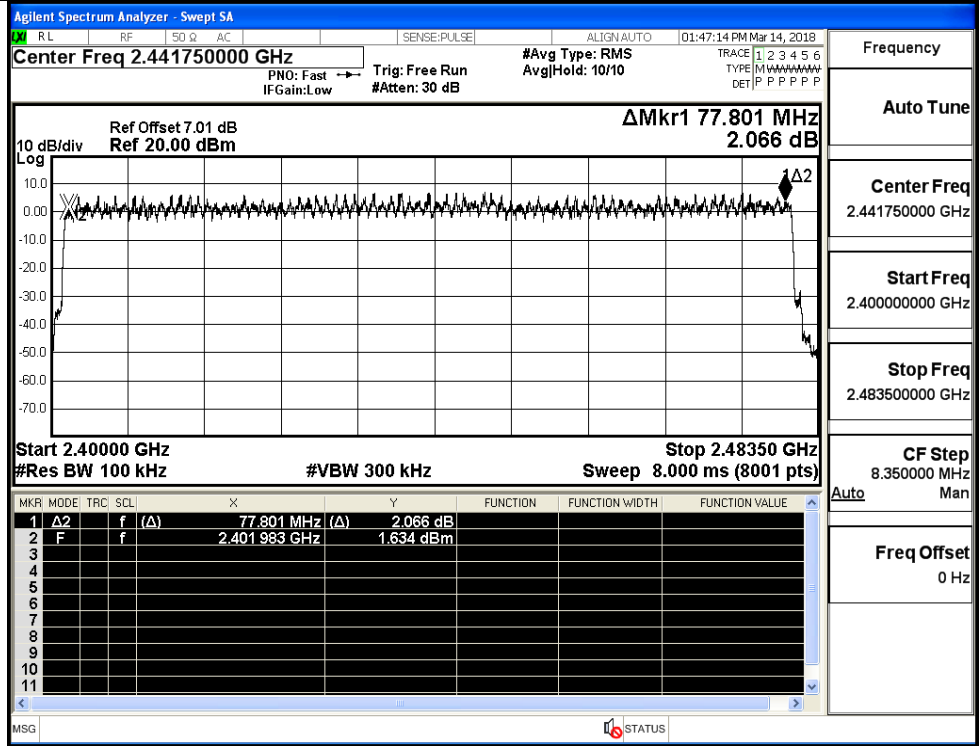 Agilent Spectrum Analyzer - Swept SA
LXI RL RF 50 Ω AC SENSE:PULSE ALIGN AUTO 01:47:14 PM Mar 14, 2018
Center Freq 2.441750000 GHz
PNO: Fast
IFGain:Low
Trig: Free Run
#Atten: 30 dB
#Avg Type: RMS
Avg|Hold: 10/10
TRACE 1 2 3 4 5 6
TYPE M WWWWW
DET P P P P P P
Ref Offset 7.01 dB
Ref 20.00 dBm
10 dB/div
Log
ΔMkr1 77.801 MHz
2.066 dB
1Δ2
10.0
0.00
2
-10.0
-20.0
-30.0
-40.0
-50.0
-60.0
-70.0
Start 2.40000 GHz Stop 2.48350 GHz
#Res BW 100 kHz #VBW 300 kHz Sweep 8.000 ms (8001 pts)
MKR MODE TRC SCL X Y FUNCTION FUNCTION WIDTH FUNCTION VALUE
1 Δ2 f (Δ) 77.801 MHz (Δ) 2.066 dB
2 F f 2.401 983 GHz 1.634 dBm
3
4
5
6
7
8
9
10
11
MSG STATUS
Frequency
Auto Tune
Center Freq
2.441750000 GHz
Start Freq
2.400000000 GHz
Stop Freq
2.483500000 GHz
CF Step
8.350000 MHz
Auto Man
Freq Offset
0 Hz